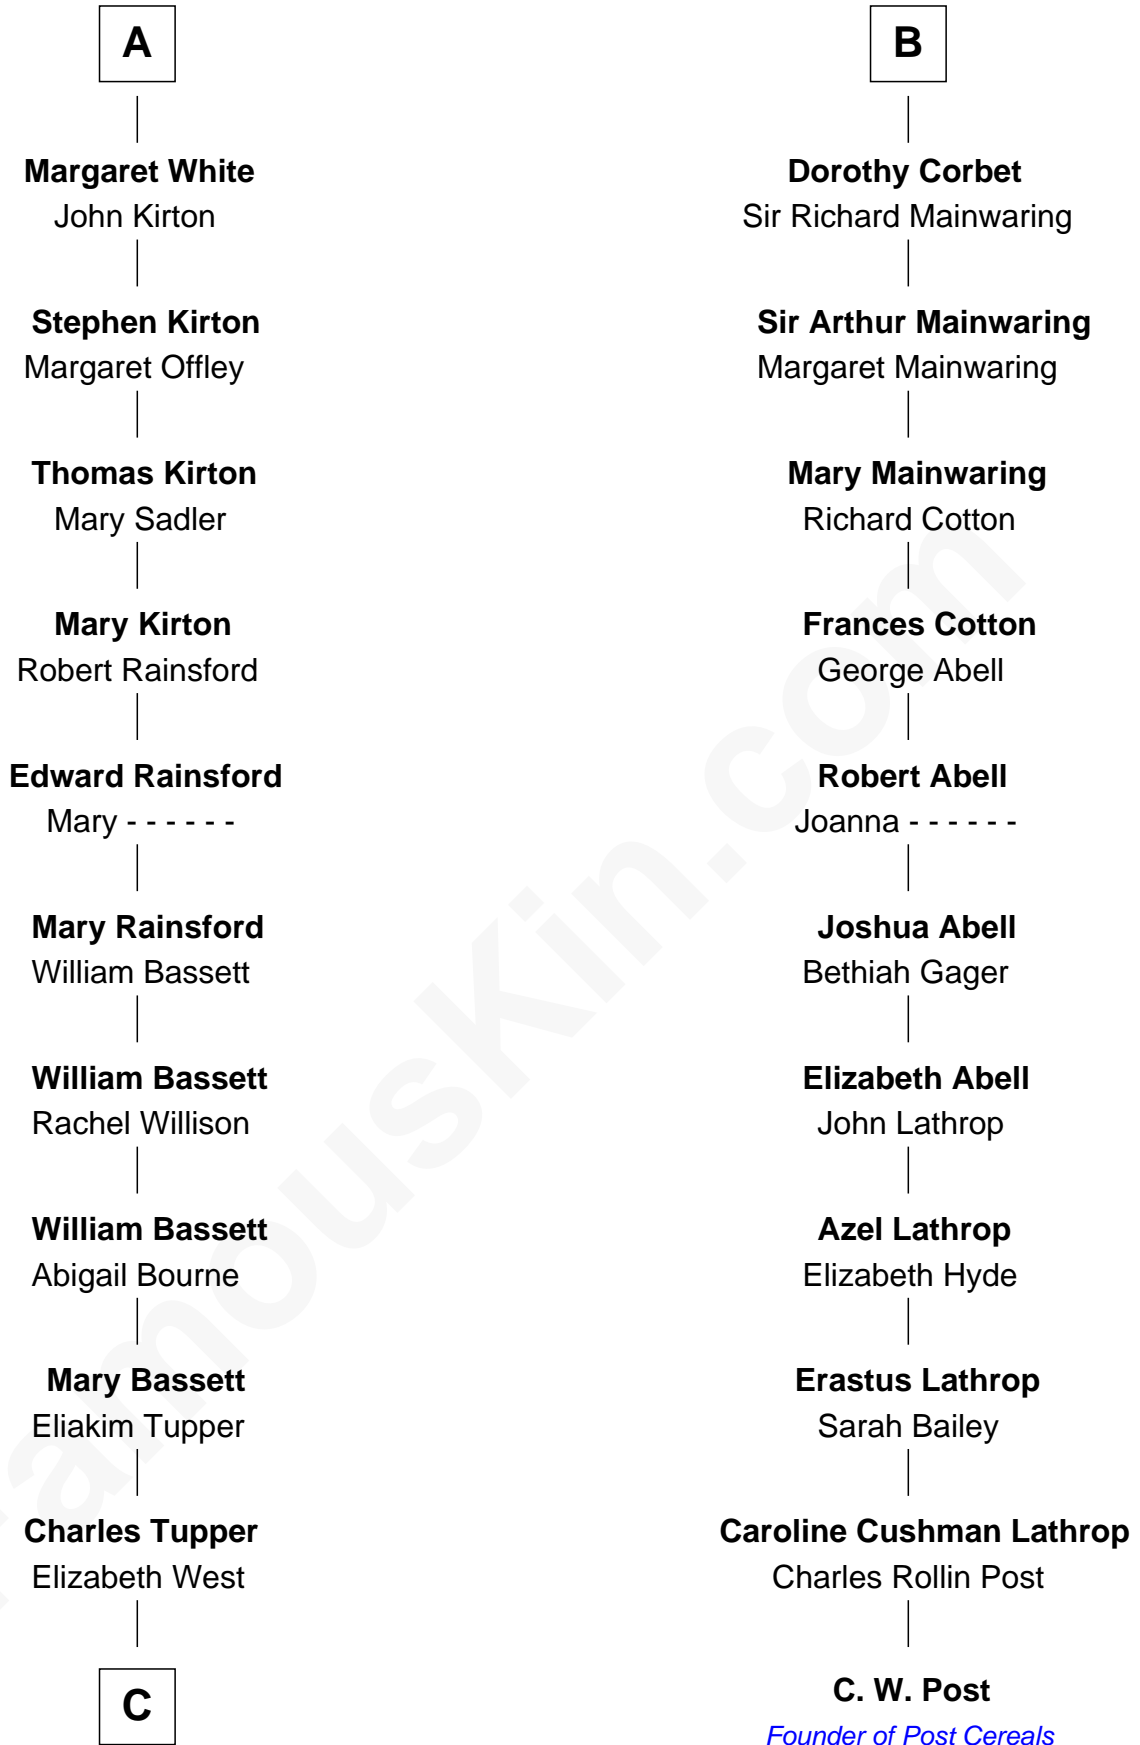 A
Margaret White
John Kirton
Stephen Kirton
Margaret Offley
Thomas Kirton
Mary Sadler
Mary Kirton
Robert Rainsford
Edward Rainsford
Mary - - - - - -
Mary Rainsford
William Bassett
William Bassett
Rachel Willison
William Bassett
Abigail Bourne
Mary Bassett
Eliakim Tupper
Charles Tupper
Elizabeth West
C
B
Dorothy Corbet
Sir Richard Mainwaring
Sir Arthur Mainwaring
Margaret Mainwaring
Mary Mainwaring
Richard Cotton
Frances Cotton
George Abell
Robert Abell
Joanna - - - - - -
Joshua Abell
Bethiah Gager
Elizabeth Abell
John Lathrop
Azel Lathrop
Elizabeth Hyde
Erastus Lathrop
Sarah Bailey
Caroline Cushman Lathrop
Charles Rollin Post
C. W. Post
Founder of Post Cereals
FamousKin.com